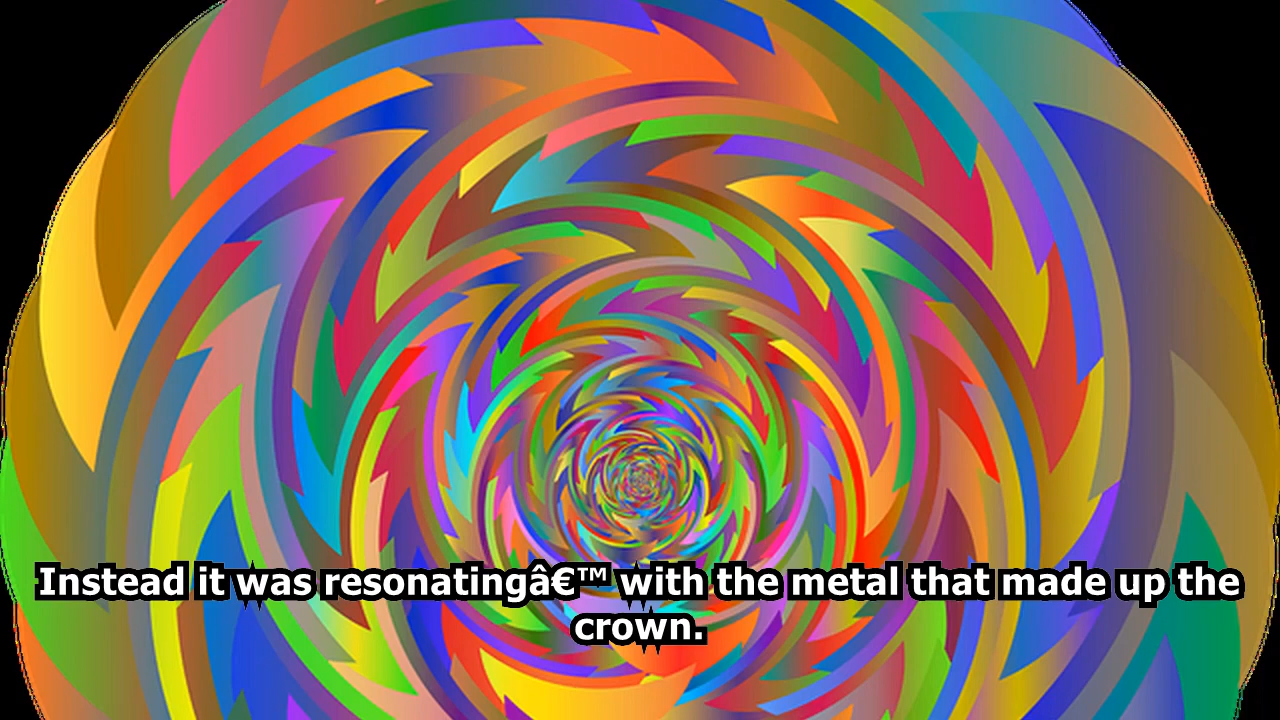 Instead it was resonatingâ€™ with the metal that made up the
crown.